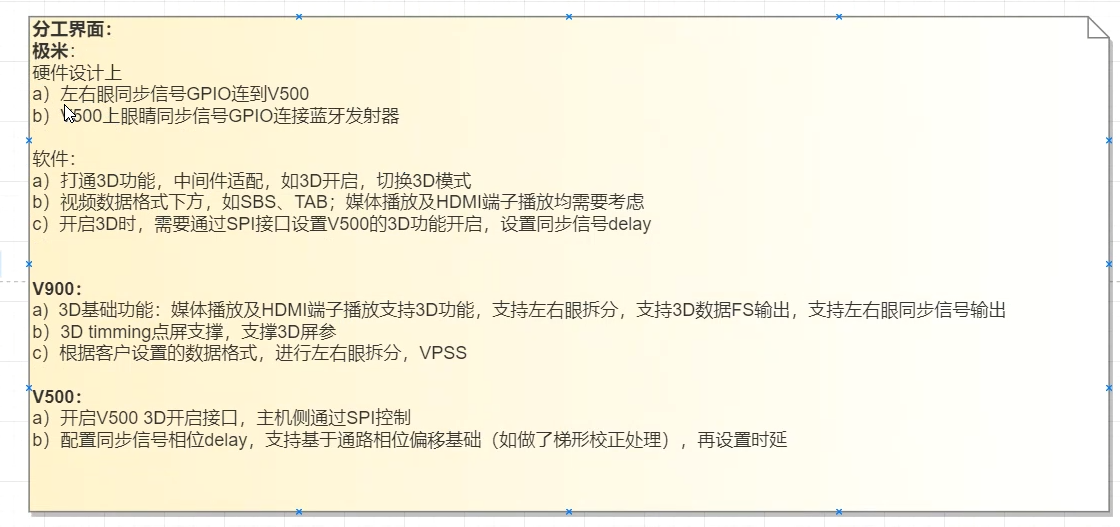 分工界面：
极米：
硬件设计上
a）左右眼同步信号GPIO连到V500
b）V500上眼睛同步信号GPIO连接蓝牙发射器
软件：
a）打通3D功能，中间件适配，如3D开启，切换3D模式
b）视频数据格式下方，如SBS、TAB；媒体播放及HDMI端子播放均需要考虑
c）开启3D时，需要通过SPI接口设置V500的3D功能开启，设置同步信号delay
V900：
a）3D基础功能：媒体播放及HDMI端子播放支持3D功能，支持左右眼拆分，支持3D数据FS输出，支持左右眼同步信号输出
b）3D timming点屏支撑，支撑3D屏参
c）根据客户设置的数据格式，进行左右眼拆分，VPSS
V500：
a）开启V500 3D开启接口，主机侧通过SPI控制
b）配置同步信号相位delay，支持基于通路相位偏移基础（如做了梯形校正处理），再设置时延